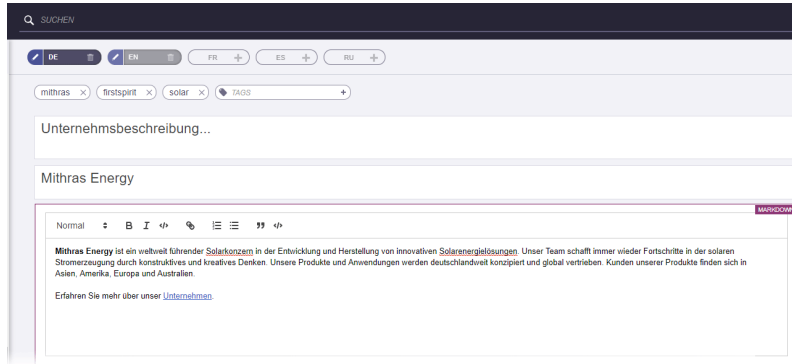 SUCHEN
DE EN FR + ES + RU +
mithras × firstspirit × solar × TAGS +
Unternehmsbeschreibung...
Mithras Energy
MARKDOWN
Normal B I </> </>
Mithras Energy ist ein weltweit führender Solarkonzern in der Entwicklung und Herstellung von innovativen Solarenergielösungen. Unser Team schafft immer wieder Fortschritte in der solaren
Stromerzeugung durch konstruktives und kreatives Denken. Unsere Produkte und Anwendungen werden deutschlandweit konzipiert und global vertrieben. Kunden unserer Produkte finden sich in
Asien, Amerika, Europa und Australien.
Erfahren Sie mehr über unser Unternehmen.